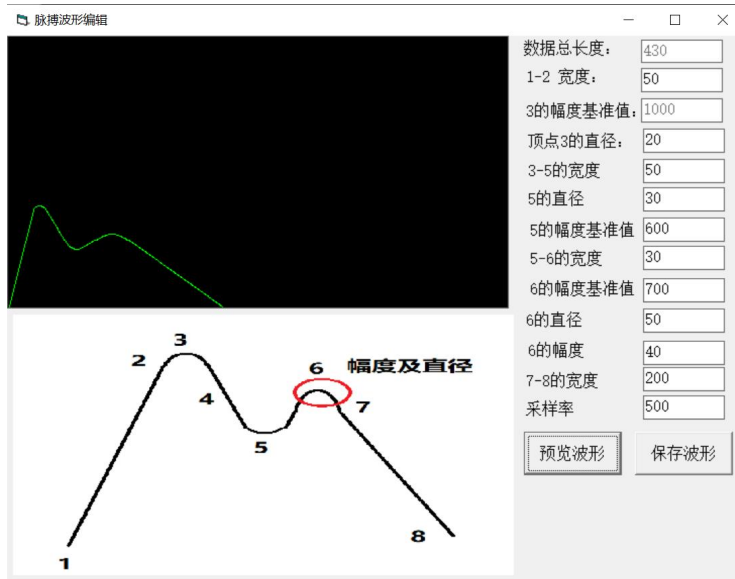 脉搏波形编辑
数据总长度： 430
1-2 宽度： 50
3的幅度基准值： 1000
顶点3的直径： 20
3-5的宽度 50
5的直径 30
5的幅度基准值 600
5-6的宽度 30
6的幅度基准值 700
6的直径 50
6的幅度 40
7-8的宽度 200
采样率 500
预览波形 保存波形
3
2
6 幅度及直径
4
7
5
8
1